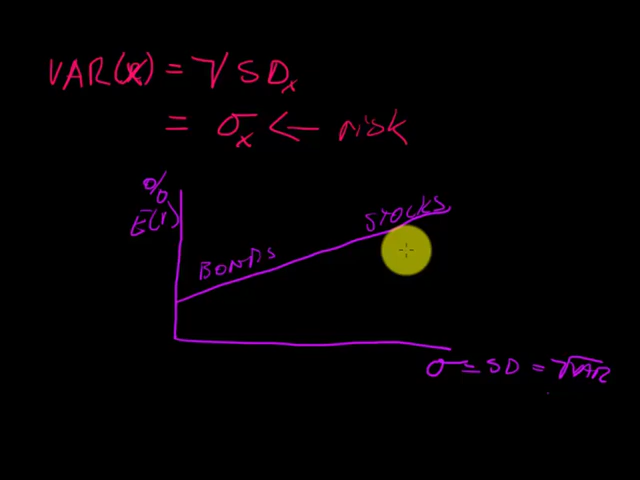 VAR(x) = √SDₓ
= σₓ ← risk
%
E(r)
STOCKS
BONDS
σ = SD = √VAR